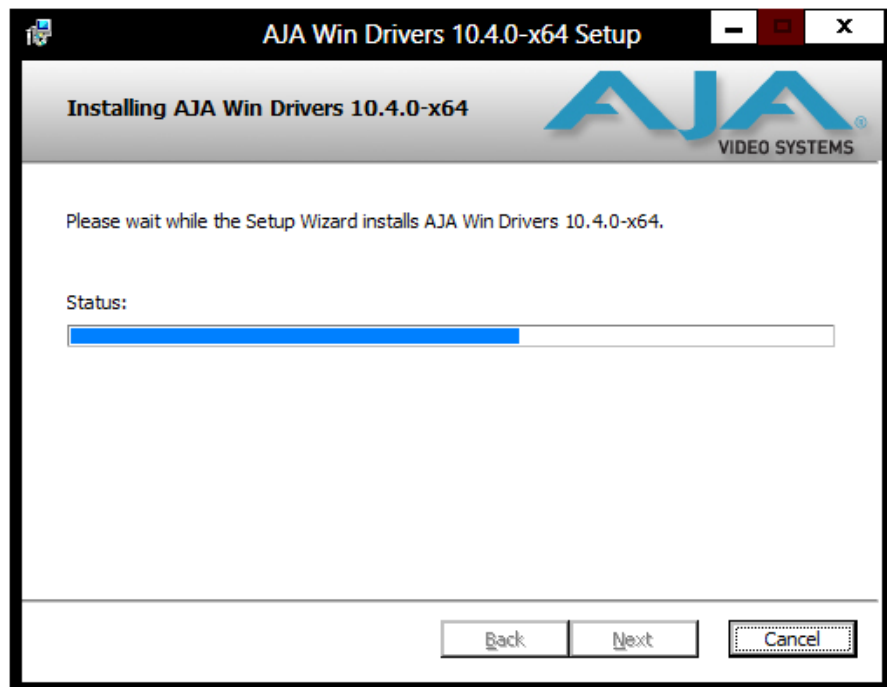 AJA Win Drivers 10.4.0-x64 Setup
Installing AJA Win Drivers 10.4.0-x64
AJA®
VIDEO SYSTEMS
Please wait while the Setup Wizard installs AJA Win Drivers 10.4.0-x64.
Status:
Back Next Cancel